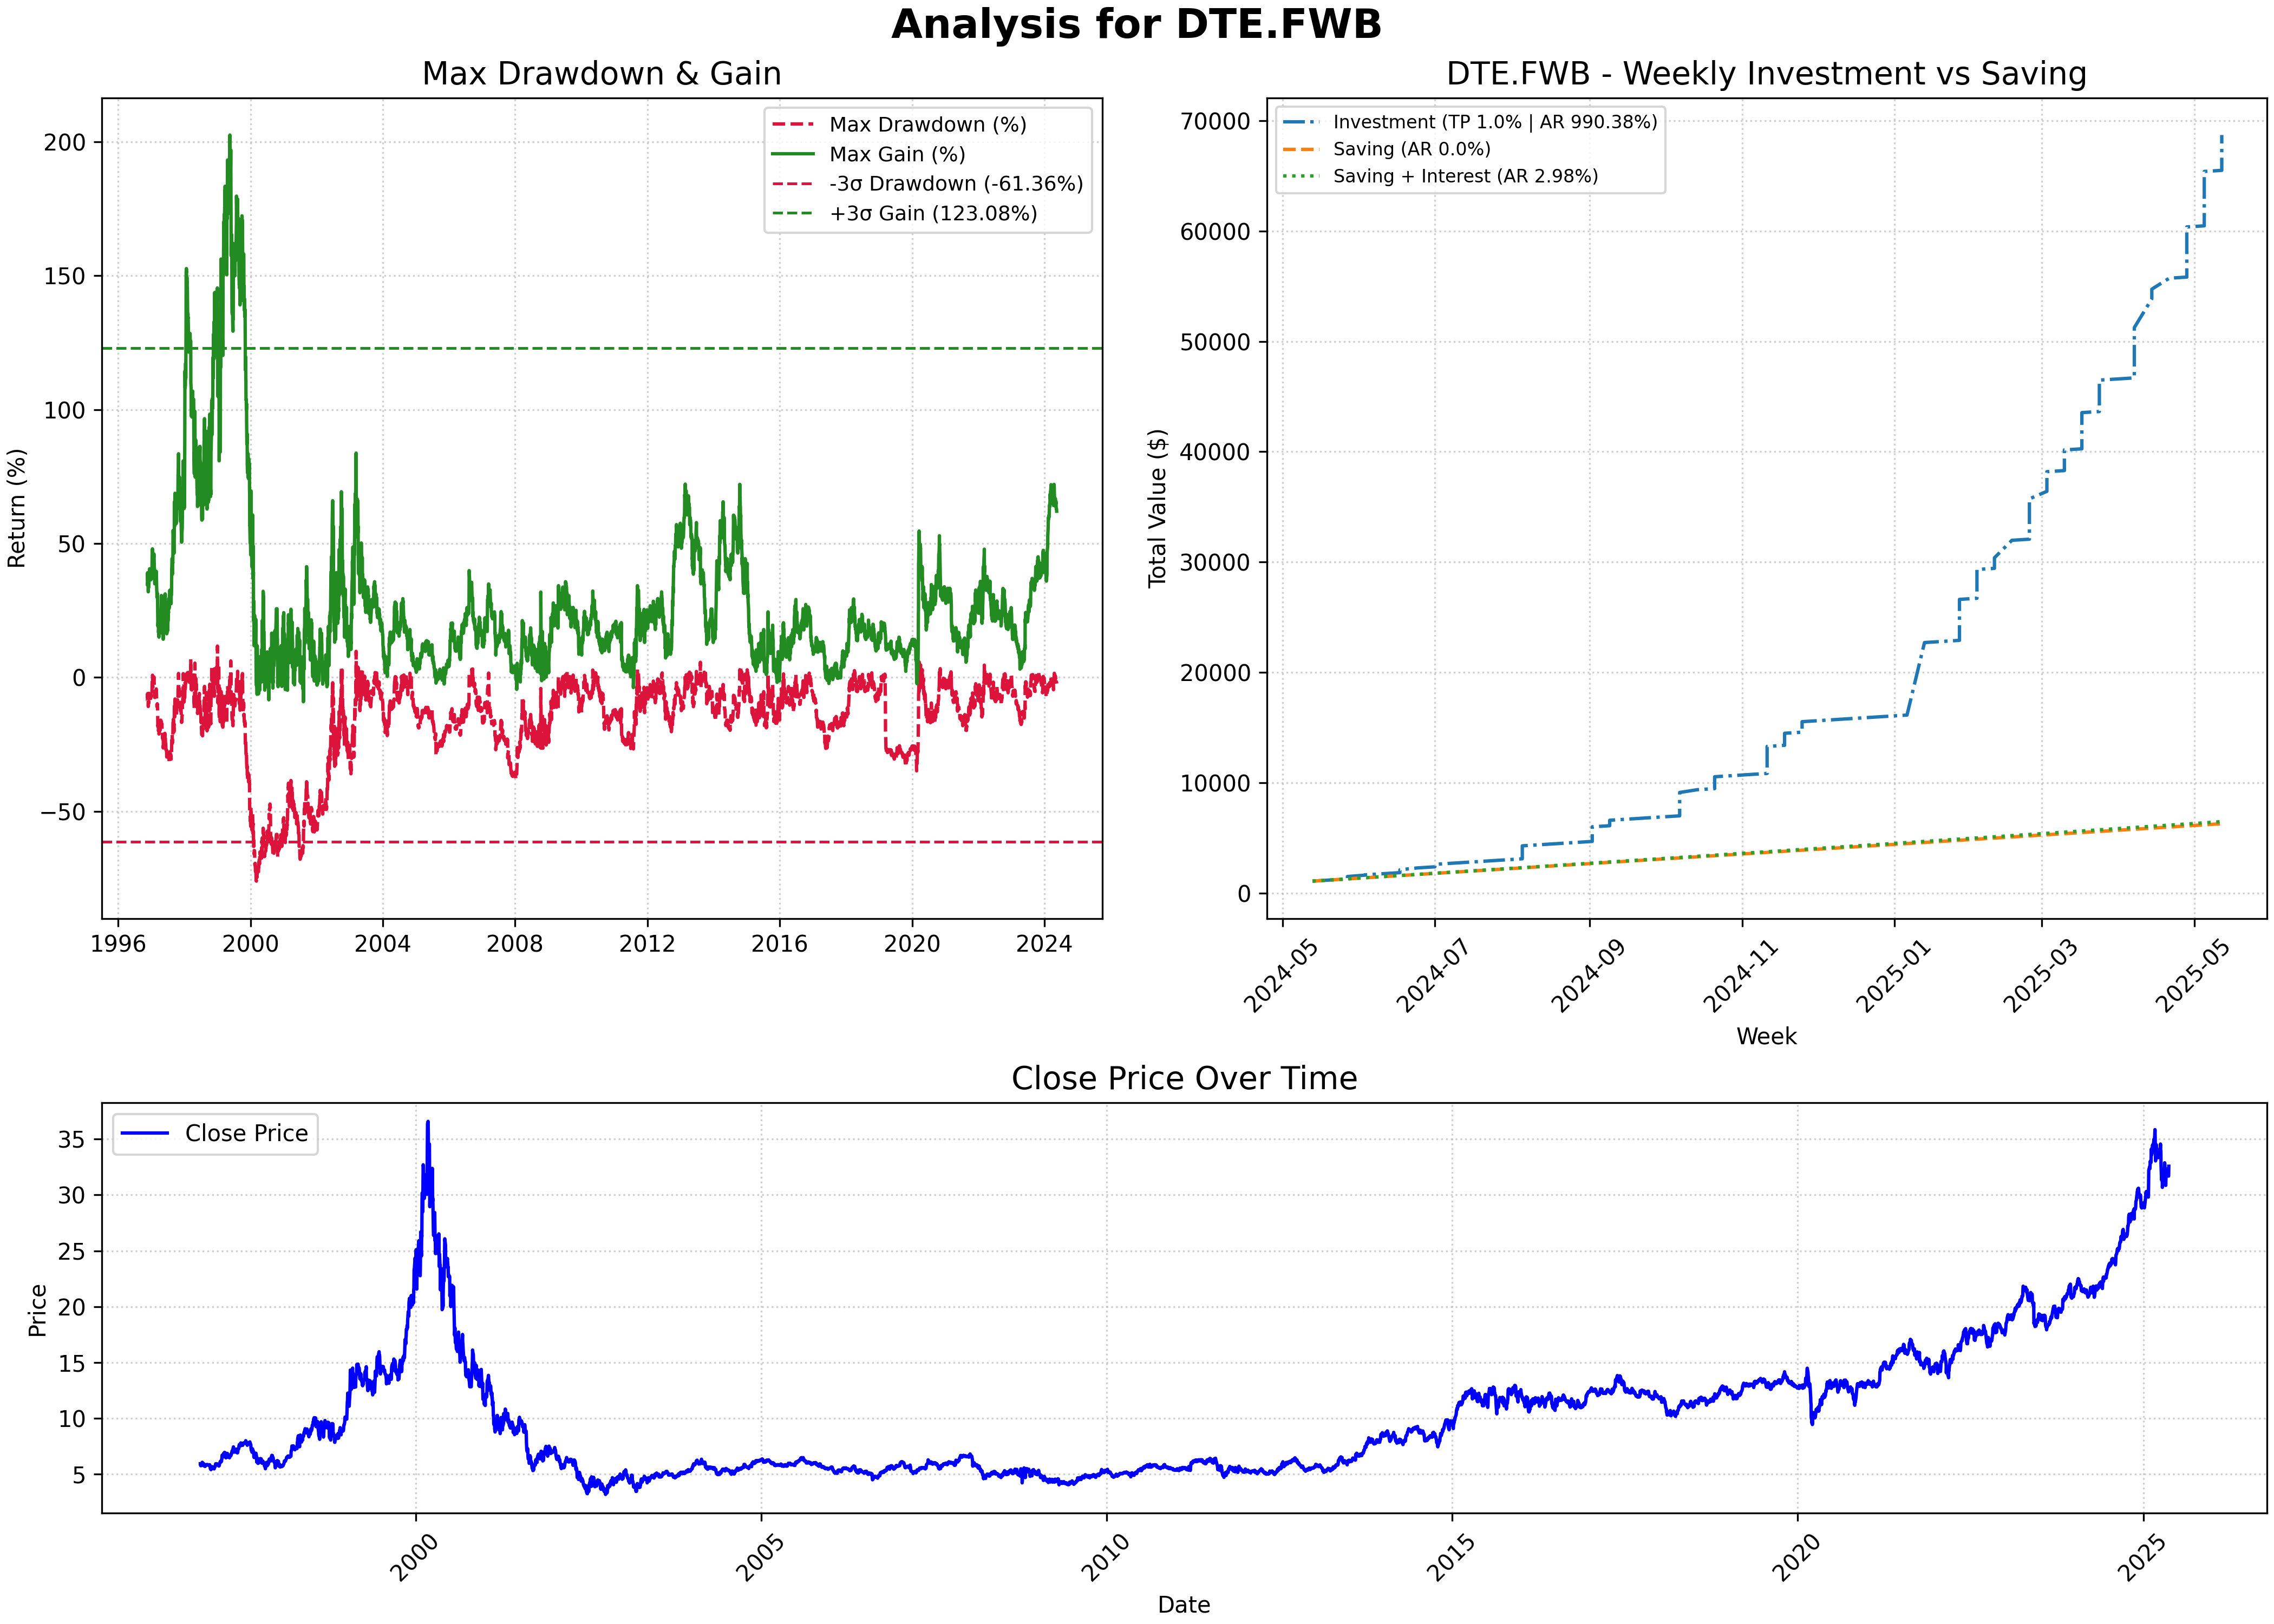 Analysis for DTE.FWB
Max Drawdown & Gain
Return (%)
200
150
100
50
0
−50
1996
2000
2004
2008
2012
2016
2020
2024
Max Drawdown (%)
Max Gain (%)
-3σ Drawdown (-61.36%)
+3σ Gain (123.08%)
DTE.FWB - Weekly Investment vs Saving
Total Value ($)
70000
60000
50000
40000
30000
20000
10000
0
Investment (TP 1.0% | AR 990.38%)
Saving (AR 0.0%)
Saving + Interest (AR 2.98%)
2024-05
2024-07
2024-09
2024-11
2025-01
2025-03
2025-05
Week
Close Price Over Time
Price
35
30
25
20
15
10
5
Close Price
2000
2005
2010
2015
2020
2025
Date